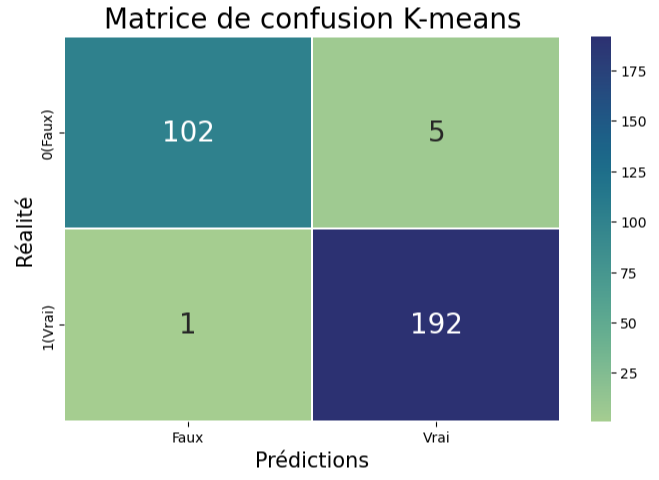 Matrice de confusion K-means
0(Faux)
102
5
1(Vrai)
1
192
Réalité
Faux
Vrai
Prédictions
175
150
125
100
75
50
25